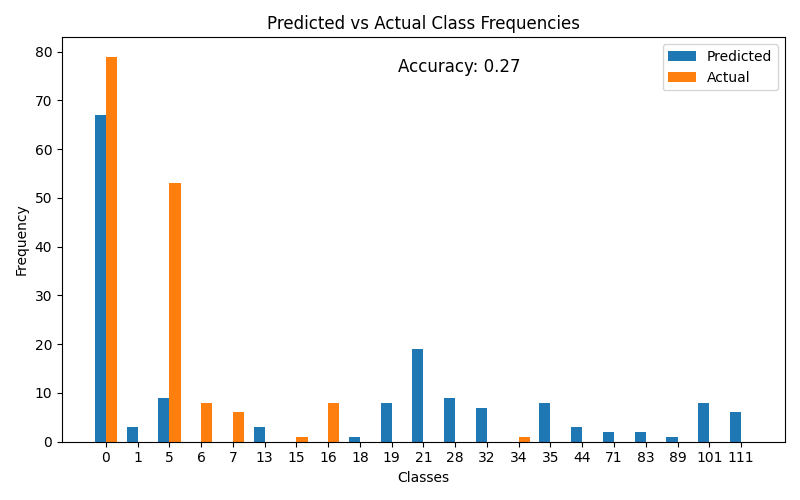 Predicted vs Actual Class Frequencies
Accuracy: 0.27
Predicted
Actual
Frequency
80
70
60
50
40
30
20
10
0
0 1 5 6 7 13 15 16 18 19 21 28 32 34 35 44 71 83 89 101 111
Classes